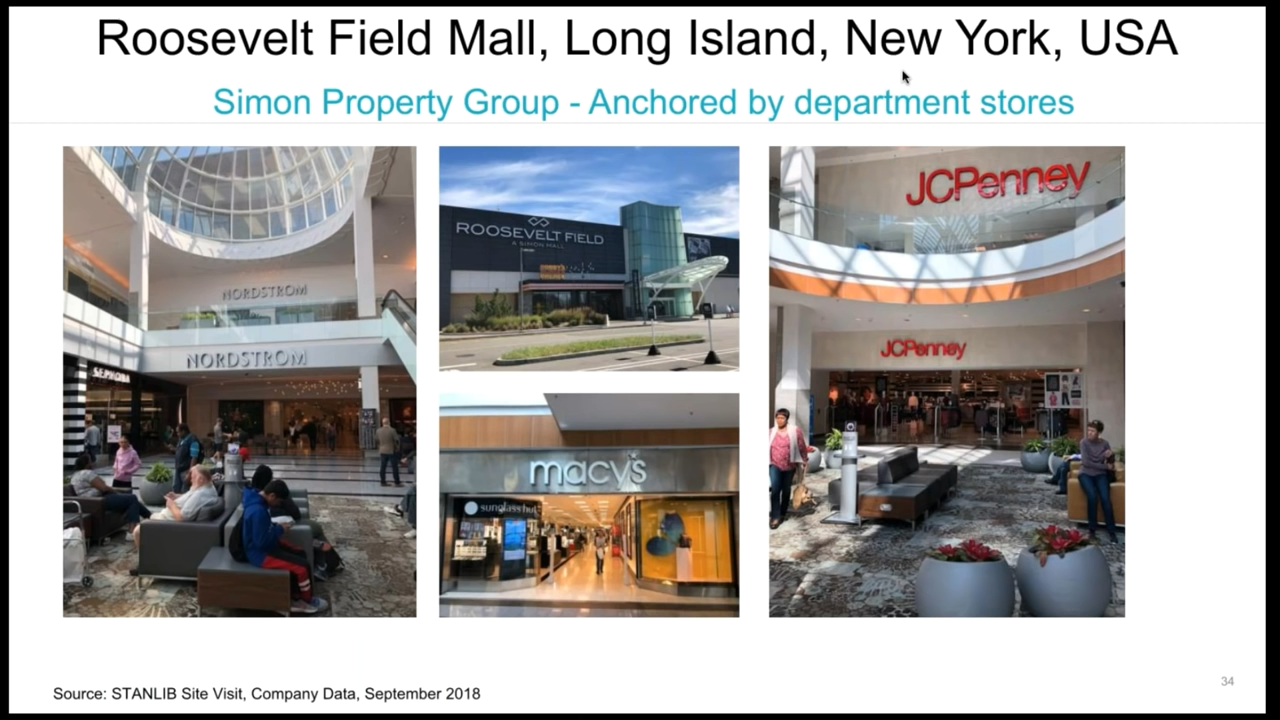 Roosevelt Field Mall, Long Island, New York, USA
Simon Property Group - Anchored by department stores
NORDSTROM
NORDSTROM
SEPHORA
ROOSEVELT FIELD
A SIMON MALL
macy's
sunglass hut
JCPenney
JCPenney
Source: STANLIB Site Visit, Company Data, September 2018
34